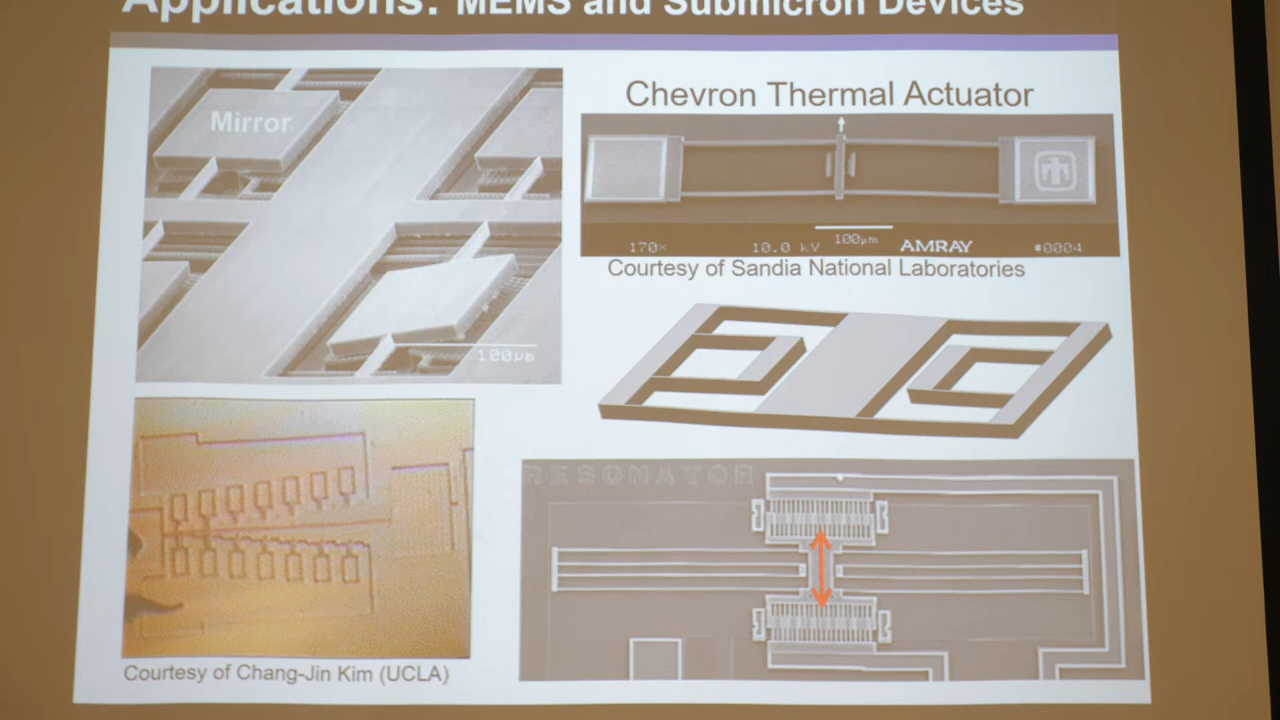 Applications: MEMS and Submicron Devices
Mirror
100μm
Chevron Thermal Actuator
170× 10.0 kV 100μm AMRAY #0004
Courtesy of Sandia National Laboratories
RESONATOR
Courtesy of Chang-Jin Kim (UCLA)